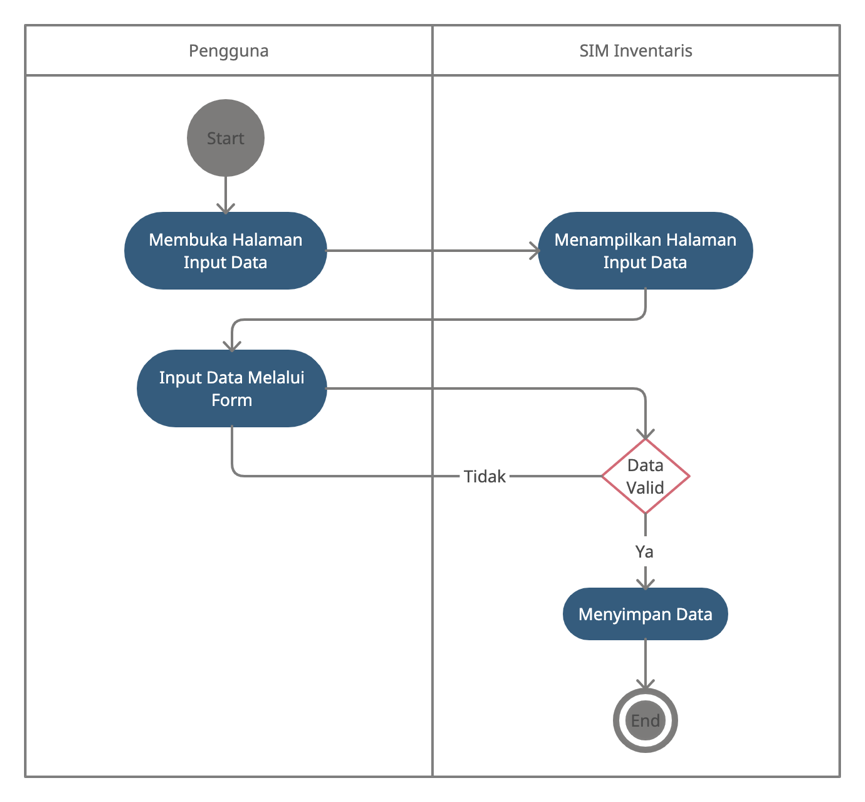 Pengguna
SIM Inventaris
Start
Membuka Halaman
Input Data
Menampilkan Halaman
Input Data
Input Data Melalui
Form
Data
Valid
Tidak
Ya
Menyimpan Data
End